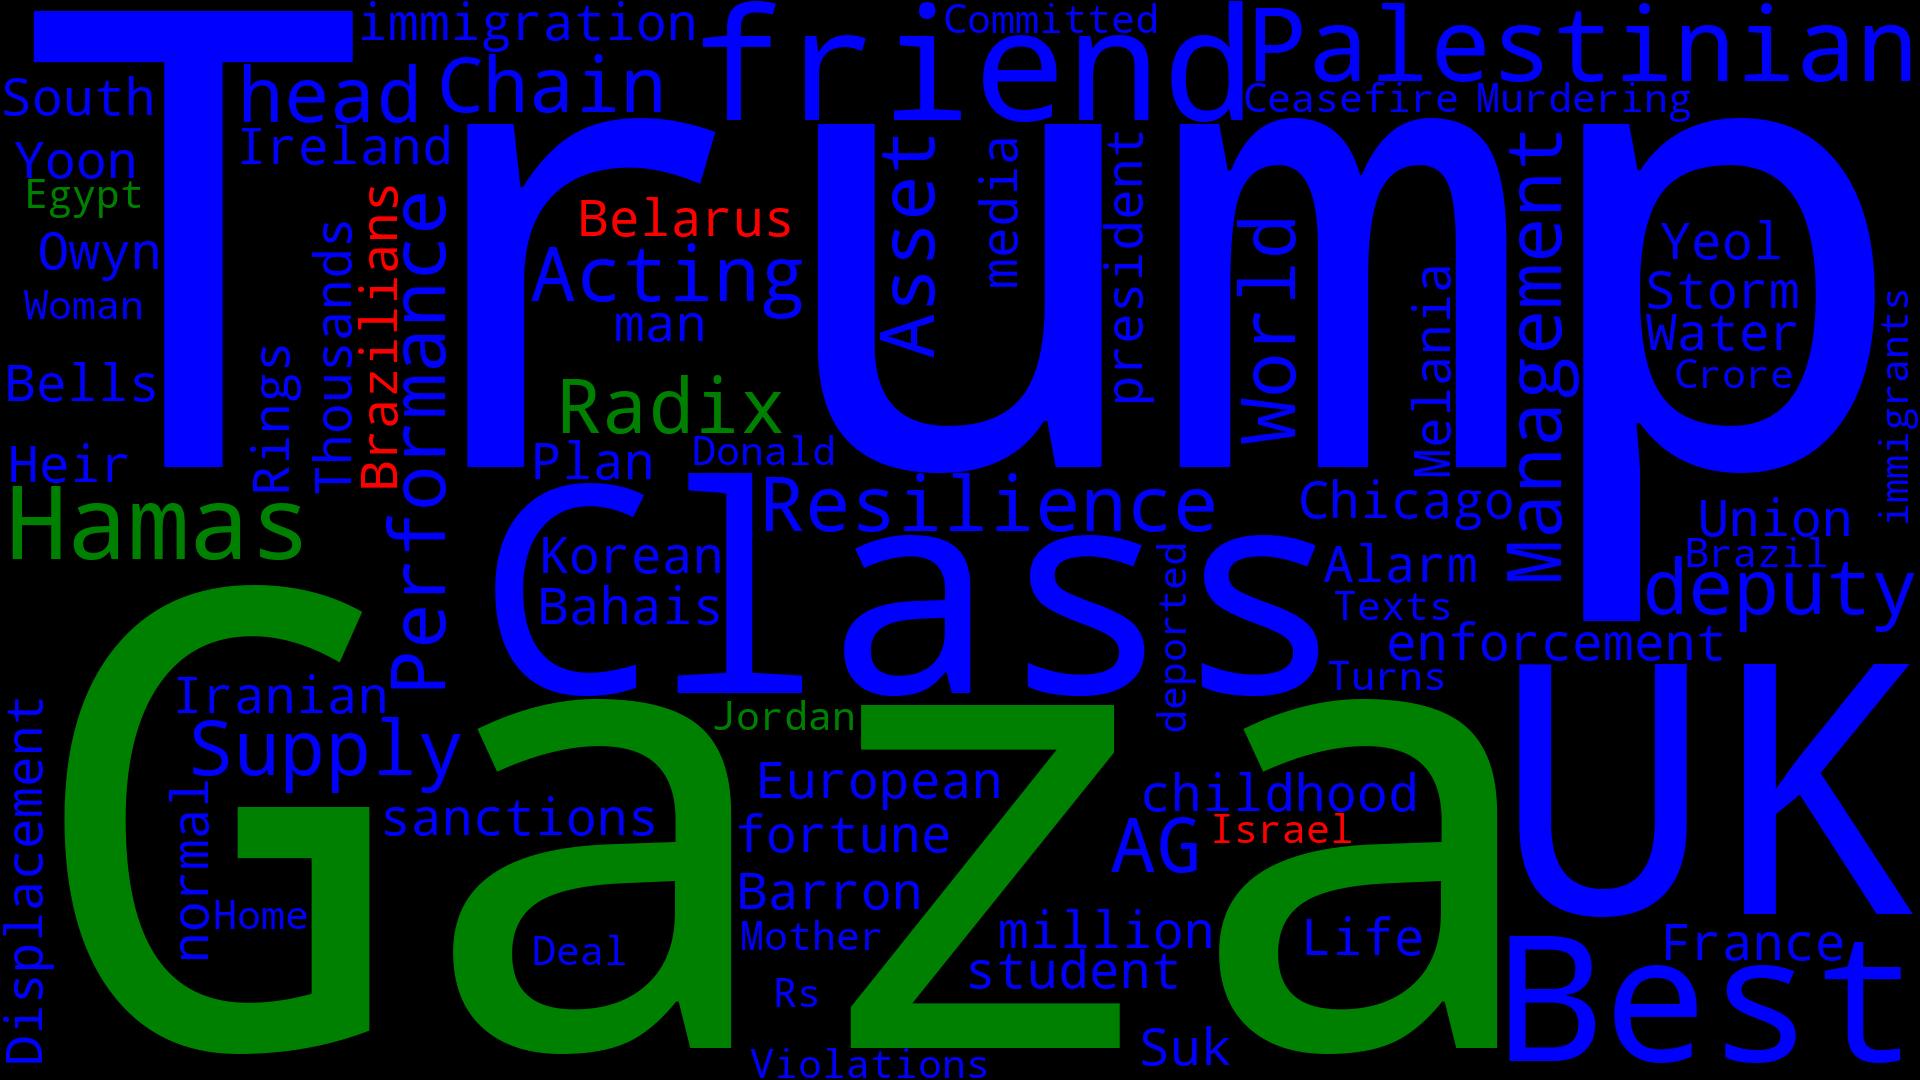 Trump
immigration
friend
Committed
Palestinian
South
head
Chain
Ceasefire
Murdering
Ireland
Yoon
Egypt
Owyn
Woman
Bells
Heir
Rings
Thousands
Brazilians
Performance
Belarus
Acting
man
Radix
Plan
Donald
Asset
media
president
World
Melania
Management
Yeol
Storm
Water
Crore
immigrants
Hamas
Class
Resilience
Chicago
Union
Brazil
deputy
Korean
Bahais
Alarm
Texts
enforcement
Turns
deported
Gaza
UK
Iranian
Supply
Jordan
Displacement
normal
sanctions
European
childhood
fortune
AG
Israel
Barron
Home
Mother
million
Life
Deal
student
Rs
France
Best
Suk
Violations